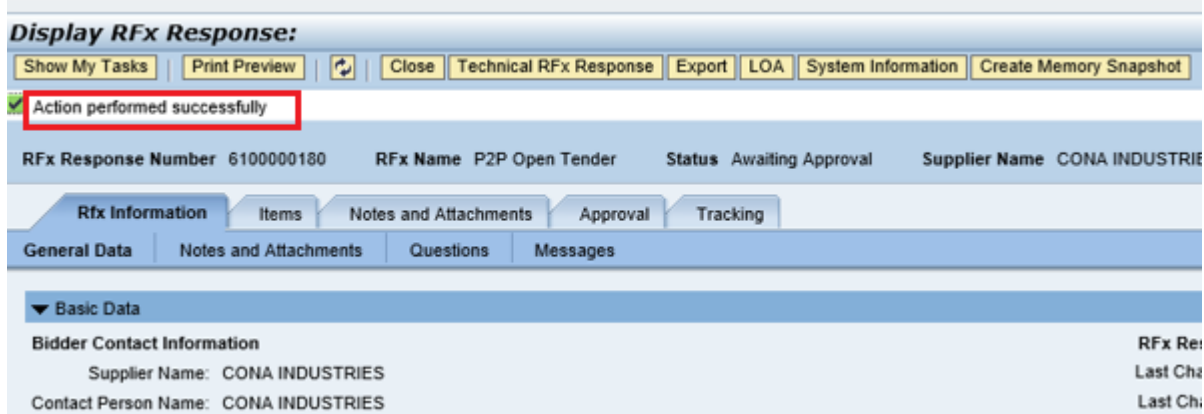 Display RFx Response:
Show My Tasks Print Preview Close Technical RFx Response Export LOA System Information Create Memory Snapshot
Action performed successfully
RFx Response Number 6100000180 RFx Name P2P Open Tender Status Awaiting Approval Supplier Name CONA INDUSTRIE
Rfx Information Items Notes and Attachments Approval Tracking
General Data Notes and Attachments Questions Messages
Basic Data
Bidder Contact Information RFx Res
Supplier Name: CONA INDUSTRIES Last Cha
Contact Person Name: CONA INDUSTRIES Last Cha